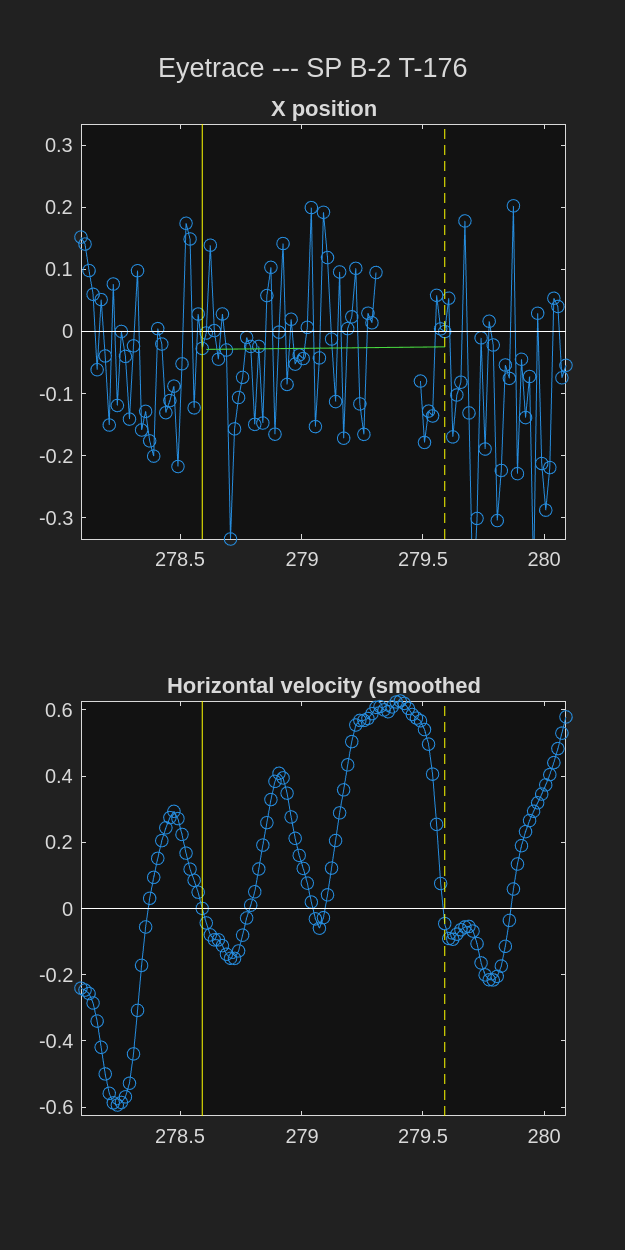 Eyetrace --- SP B-2 T-176
X position
0.3
0.2
0.1
0
-0.1
-0.2
-0.3
278.5 279 279.5 280
Horizontal velocity (smoothed
0.6
0.4
0.2
0
-0.2
-0.4
-0.6
278.5 279 279.5 280